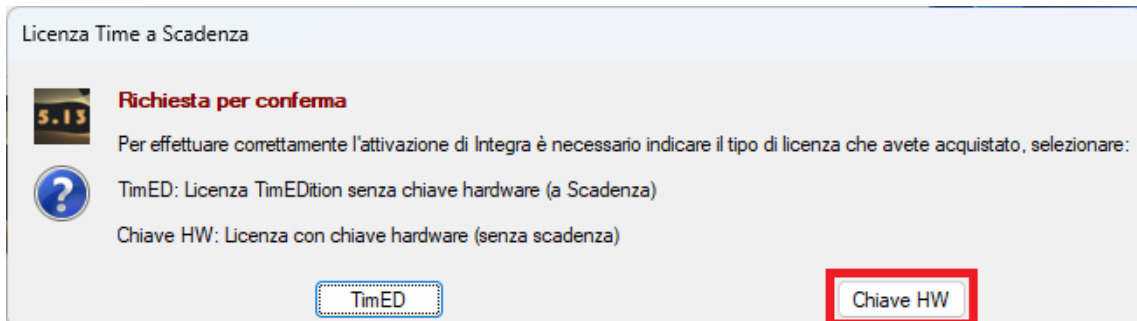 Licenza Time a Scadenza
5.13
Richiesta per conferma
Per effettuare correttamente l'attivazione di Integra è necessario indicare il tipo di licenza che avete acquistato, selezionare:
TimED: Licenza TimEDition senza chiave hardware (a Scadenza)
Chiave HW: Licenza con chiave hardware (senza scadenza)
TimED Chiave HW